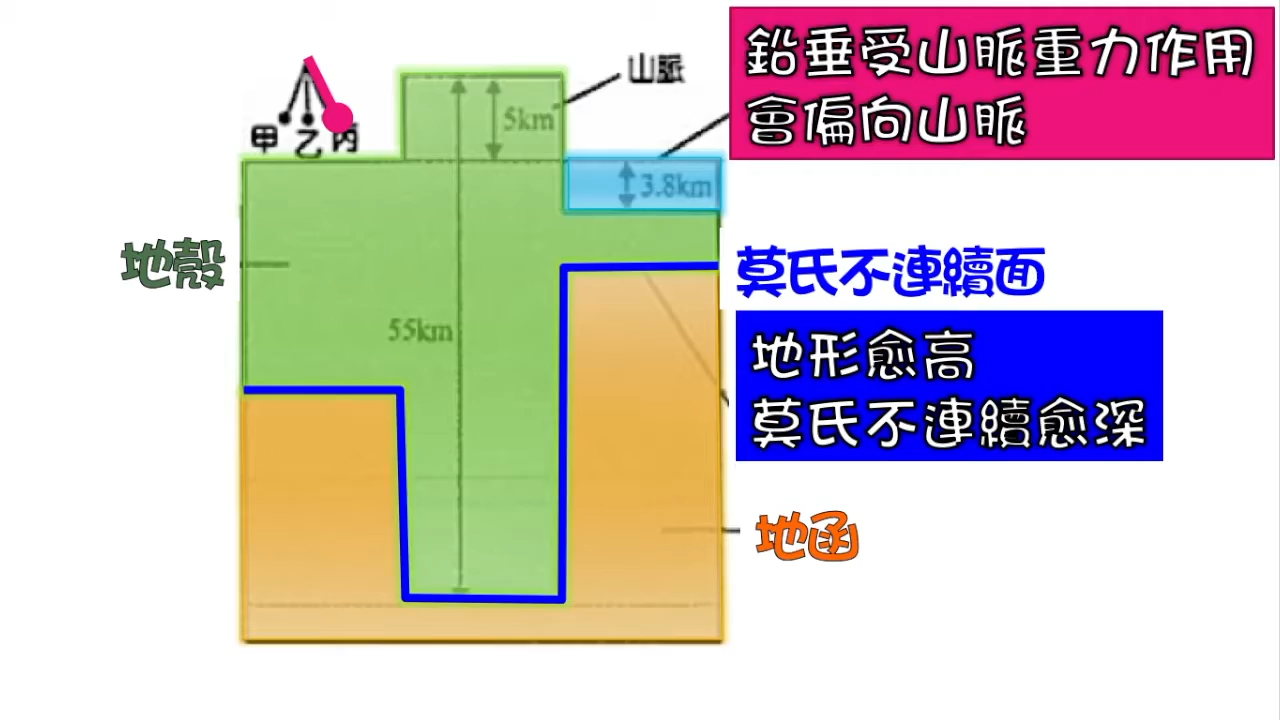 鉛垂受山脈重力作用
會偏向山脈
山脈
5km
甲 乙 丙
3.8km
地殼
莫氏不連續面
55km
地形愈高
莫氏不連續愈深
地函